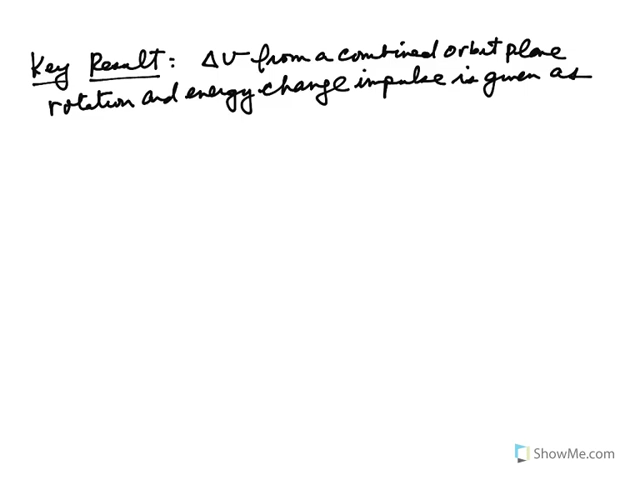 Key Result: Δv from a combined orbit plane
rotation and energy-change impulse is given as
ShowMe.com